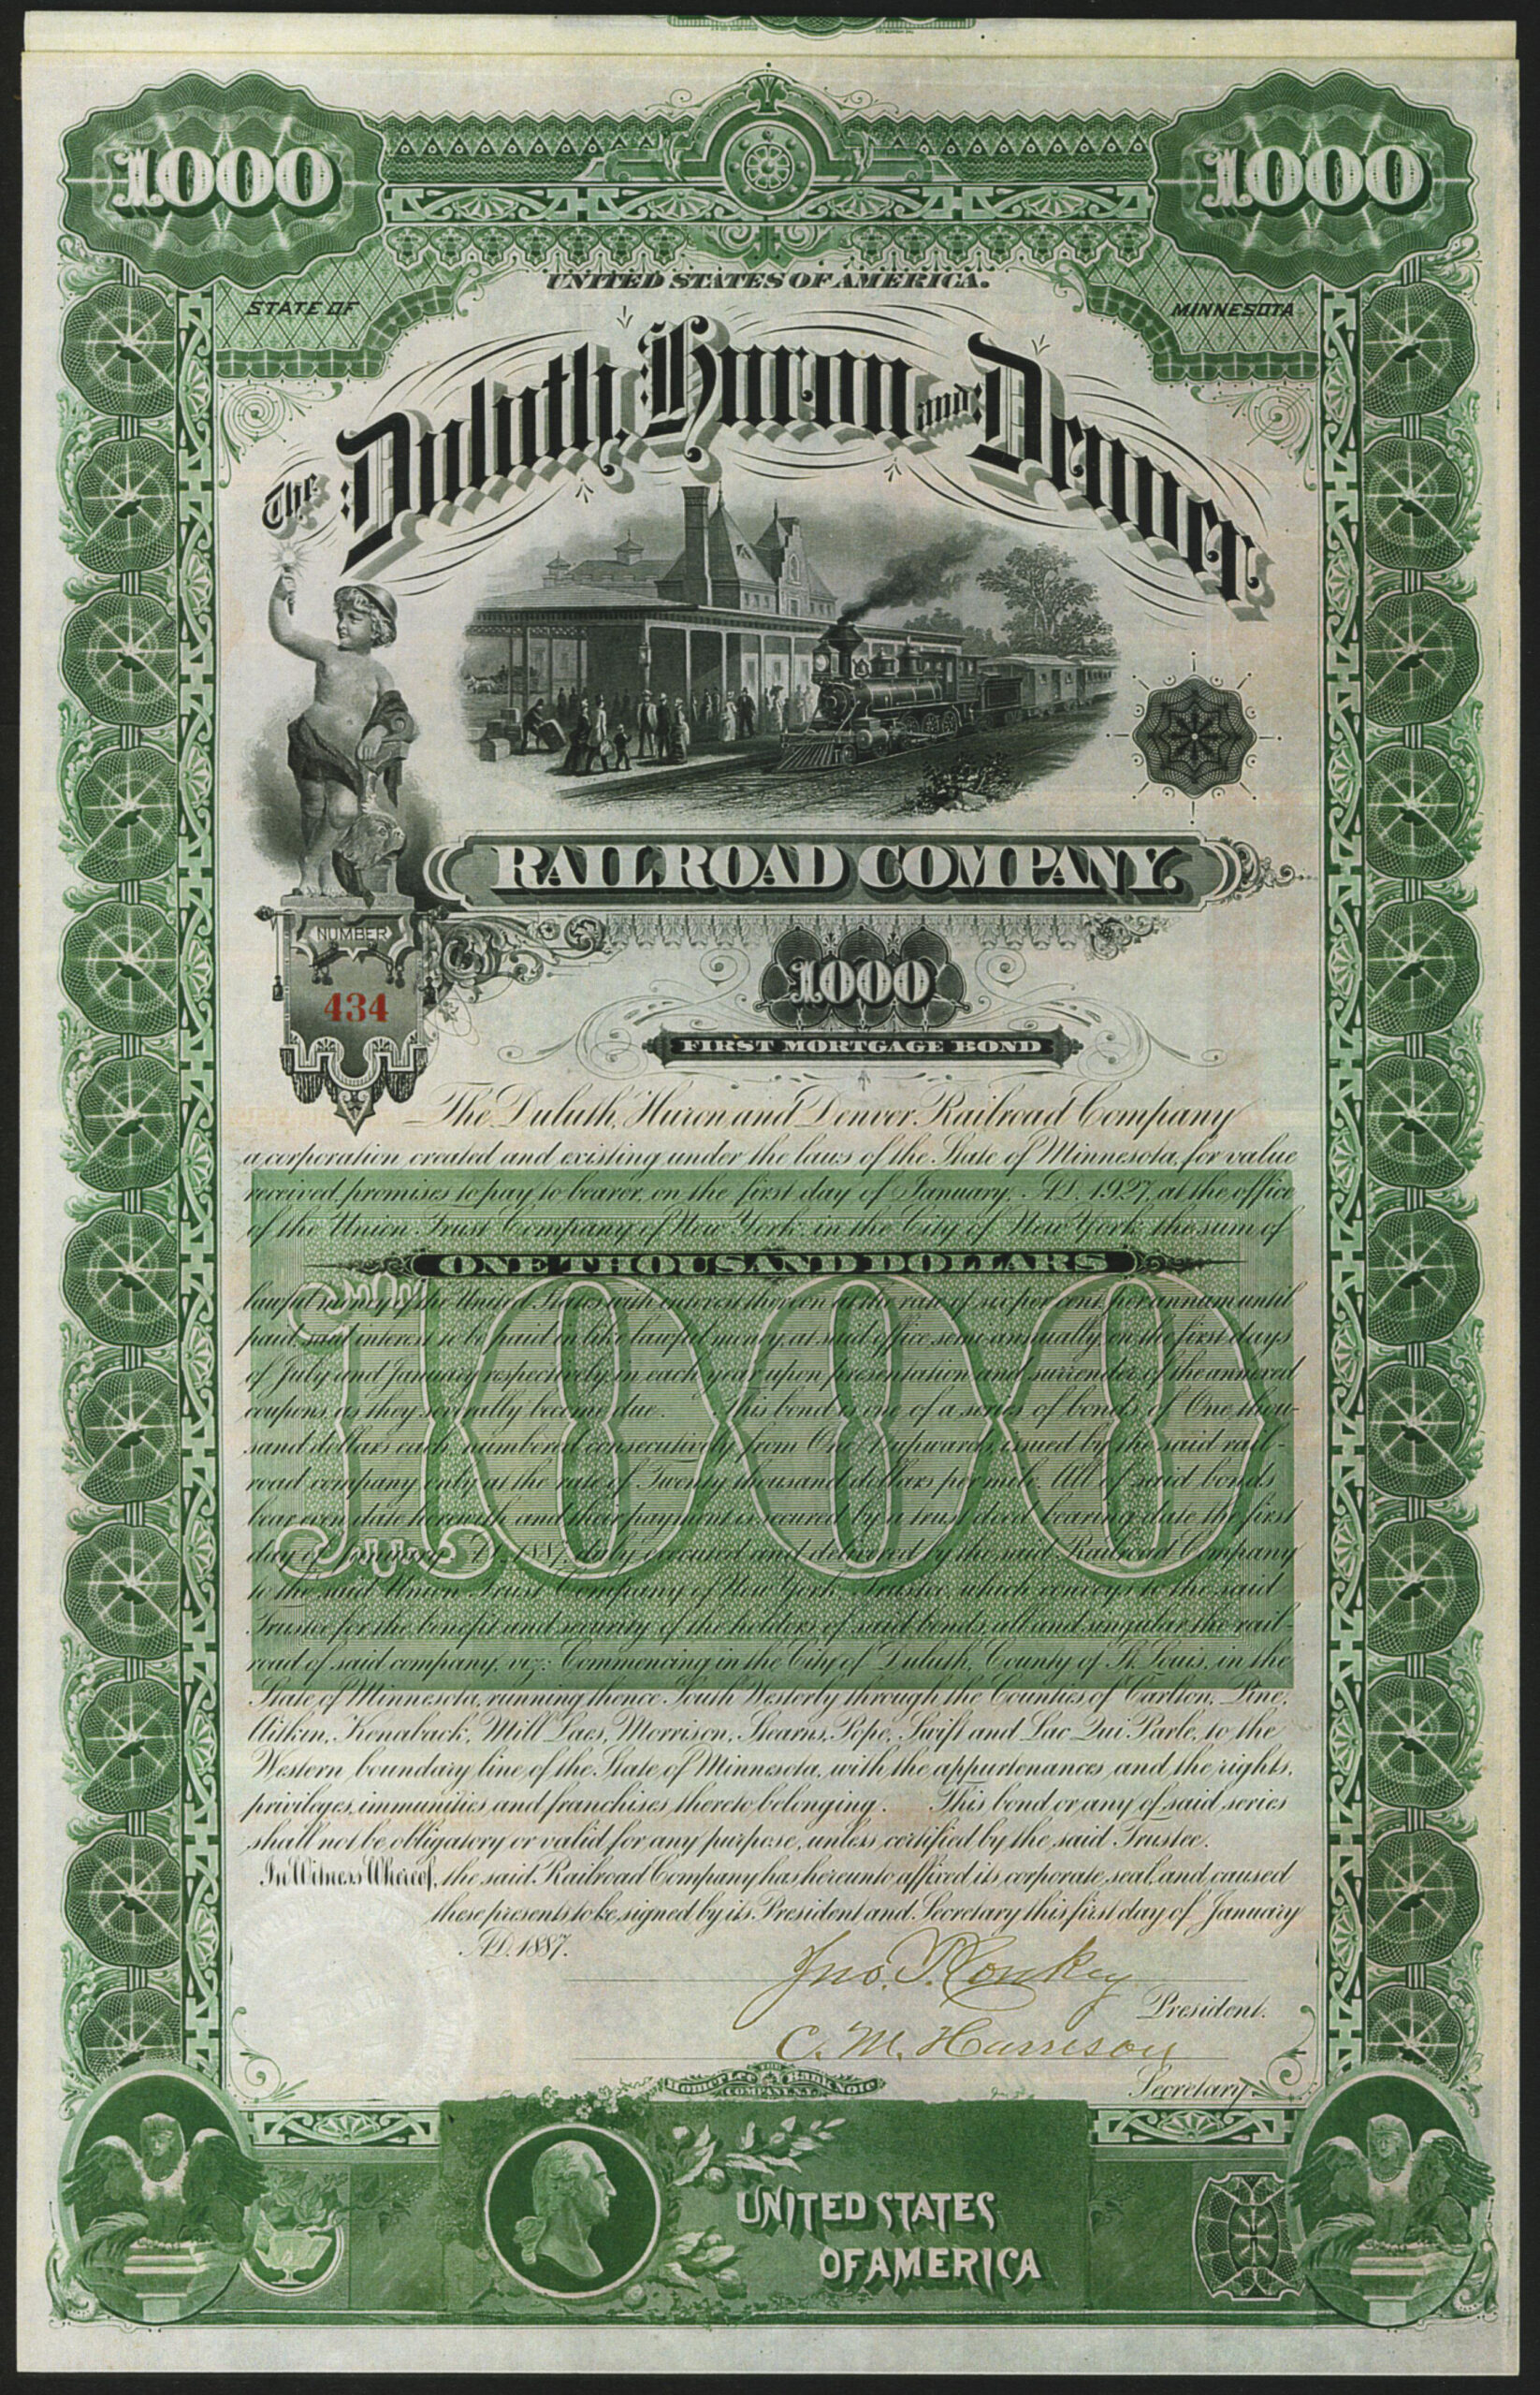 1000
1000
UNITED STATES OF AMERICA.
STATE OF
MINNESOTA
The Duluth, Huron and Denver
RAILROAD COMPANY.
NUMBER
434
1000
FIRST MORTGAGE BOND
The Duluth, Huron and Denver Railroad Company
a corporation created and existing under the laws of the State of Minnesota, for value
received, promises to pay to bearer, on the first day of January, A.D. 1927, at the office
of the Union Trust Company of New York, in the City of New York, the sum of
ONE THOUSAND DOLLARS
lawful money of the United States with interest thereon at the rate of six per cent. per annum until
paid, said interest to be paid in like lawful money, at said office semi-annually, on the first days
of July and January respectively, in each year upon presentation and surrender of the annexed
coupons, as they severally become due. This bond is one of a series of bonds of One thou-
sand dollars each, numbered consecutively from One, 1, upwards, issued by the said rail-
road company only at the rate of Twenty thousand dollars per mile. All of said bonds
bear even date herewith and their payment is secured by a trust deed bearing date the first
day of January, A.D. 1887, duly executed and delivered by the said Railroad Company
to the said Union Trust Company of New York, Trustee, which conveys to the said
Trustee for the benefit and security of the holders of said bonds, all and singular the rail-
road of said company, viz: Commencing in the City of Duluth, County of St. Louis, in the
State of Minnesota, running thence South Westerly through the Counties of Carlton, Pine,
Aitkin, Kenaback, Mill Lacs, Morrison, Stearns, Pope, Swift and Lac Qui Parle, to the
Western boundary line of the State of Minnesota, with the appurtenances and the rights,
privileges, immunities and franchises thereto belonging. This bond or any of said series
shall not be obligatory or valid for any purpose, unless certified by the said Trustee.
In Witness Whereof, the said Railroad Company has hereunto affixed its corporate seal, and caused
these presents to be signed by its President and Secretary this first day of January
A.D. 1887.
Jno. T. Conkey
President.
C. M. Harrison
Secretary
THE
Homer Lee Bank Note
COMPANY, N.Y.
UNITED STATES
OF AMERICA